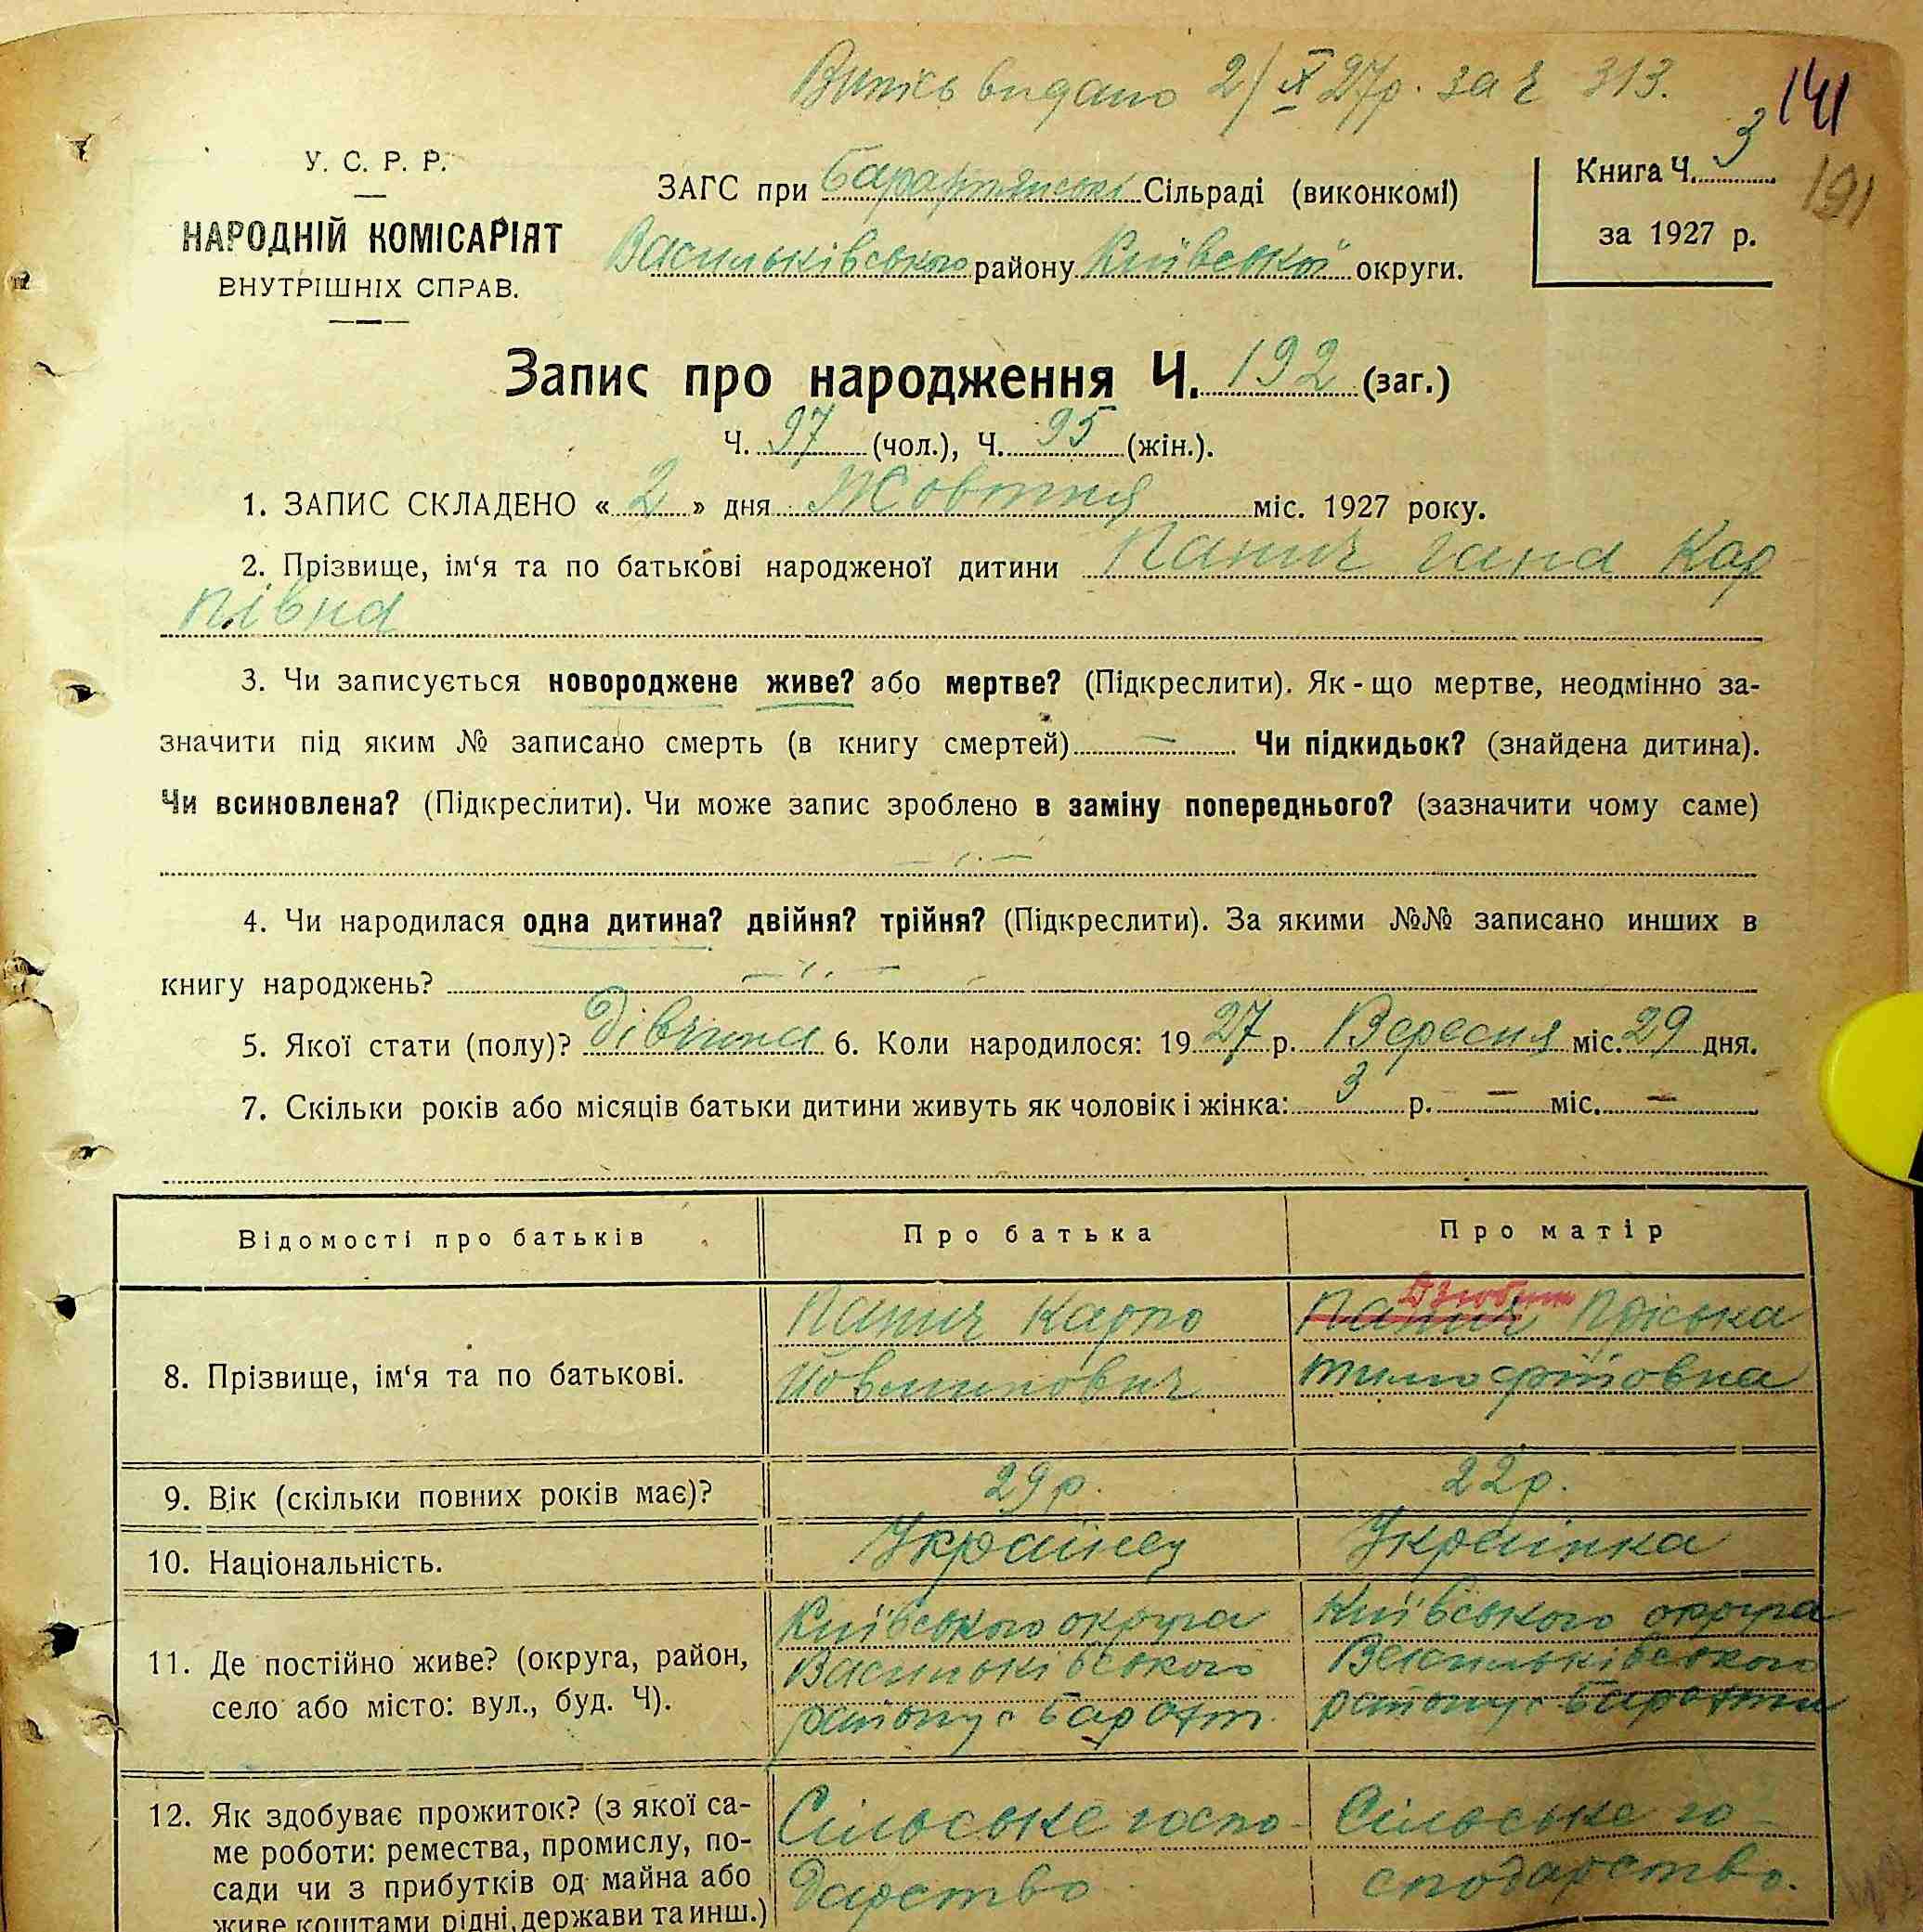 Випісь видано 2/X 27р. за Ч 313.
141
У. С. Р. Р.
НАРОДНІЙ КОМІСАРІЯТ
ВНУТРІШНІХ СПРАВ.
ЗАГС при Барахтянські Сільраді (виконкомі)
Васильківського району Київської округи.
Книга Ч. 3
за 1927 р.
191
Запис про народження Ч. 192 (заг.)
Ч. 97 (чол.), Ч. 95 (жін.).
1. ЗАПИС СКЛАДЕНО «2» дня Жовтня міс. 1927 року.
2. Прізвище, ім‘я та по батькові народженої дитини Панич Гана Кар-
півна
3. Чи записується новороджене живе? або мертве? (Підкреслити). Як-що мертве, неодмінно за-
значити під яким № записано смерть (в книгу смертей) — Чи підкидьок? (знайдена дитина).
Чи всиновлена? (Підкреслити). Чи може запис зроблено в заміну попереднього? (зазначити чому саме)
4. Чи народилася одна дитина? двійня? трійня? (Підкреслити). За якими №№ записано инших в
книгу народжень?
5. Якої стати (полу)? дівчина 6. Коли народилося: 1927 р. Вересня міс. 29 дня.
7. Скільки років або місяців батьки дитини живуть як чоловік і жінка: 3 р. — міс. —
Відомості про батьків Про батька Про матір
8. Прізвище, ім‘я та по батькові.
Панич Карпо
Дзюбин
Панич Пріська
тимофійовна
9. Вік (скільки повних років має)? 29 р. 22 р.
10. Національність. Українец Українка
11. Де постійно живе? (округа, район,
село або місто: вул., буд. Ч).
Київського округа
Васильківського
району с Барахт.
Київського округа
Васильківського
району с Барахти
12. Як здобуває прожиток? (з якої са-
ме роботи: ремества, промислу, по-
сади чи з прибутків од майна або
живе коштами рідні, держави та инш.)
Сільське госпо-
дарство
Сільське го-
сподарство.